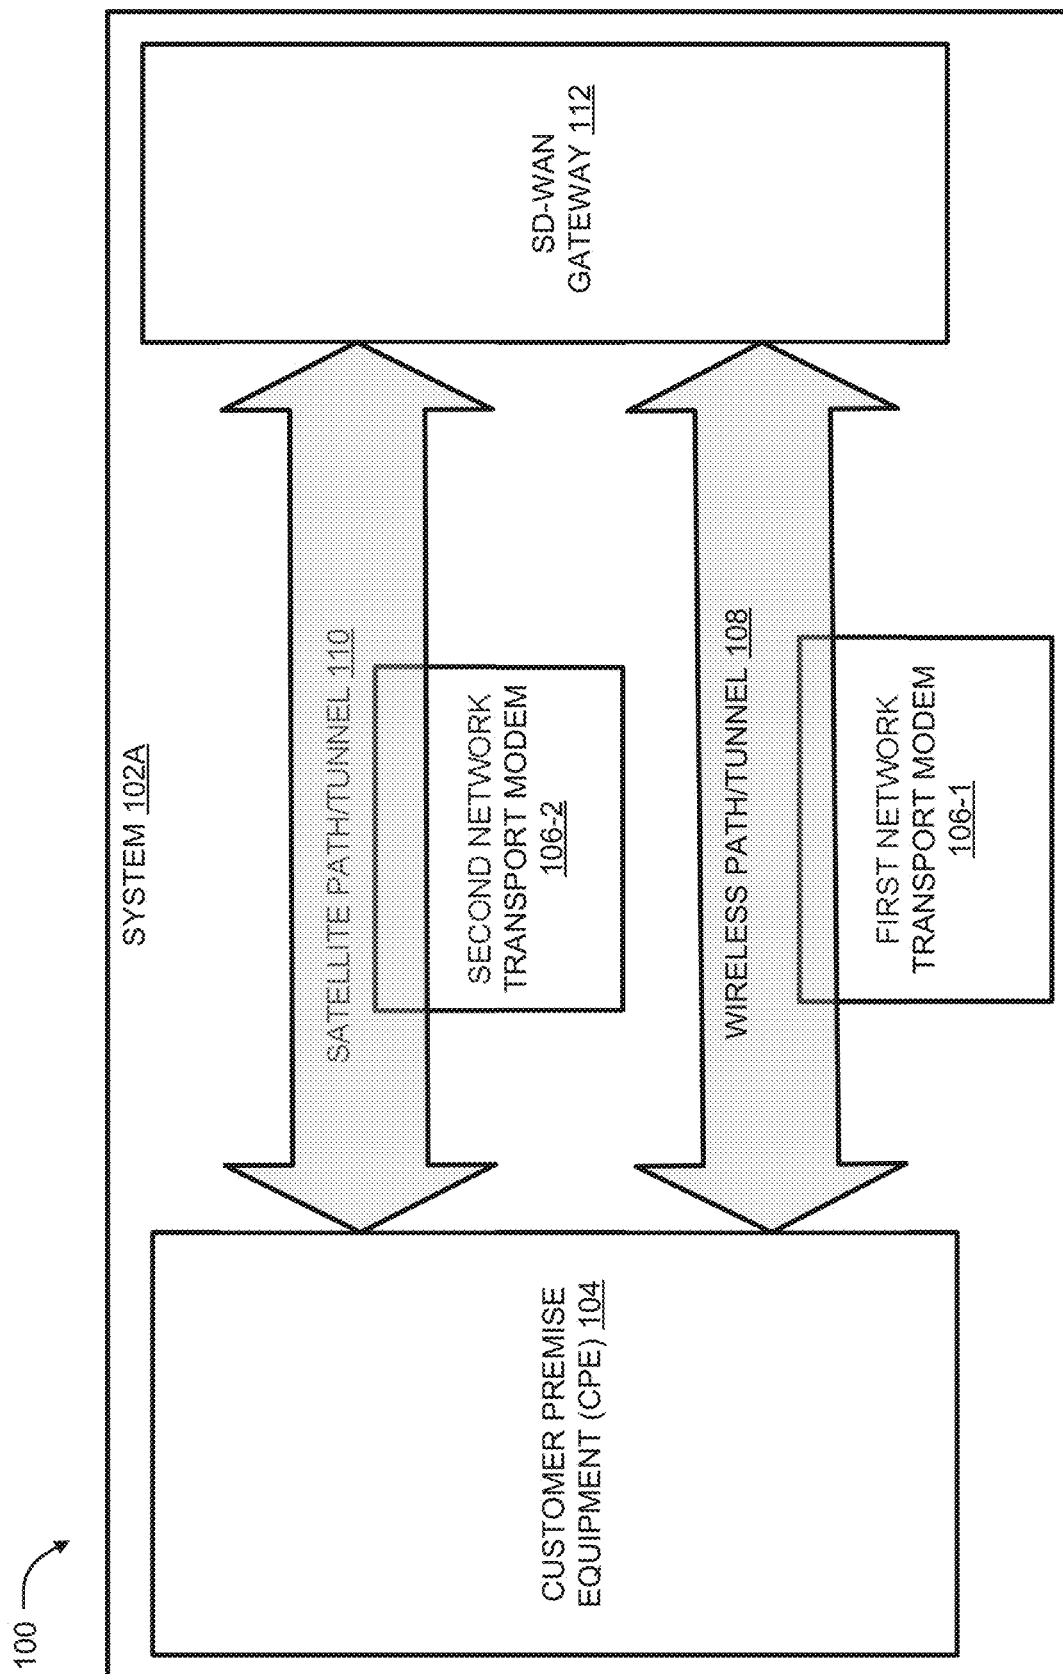 100
SYSTEM 102A
CUSTOMER PREMISE
EQUIPMENT (CPE) 104
SATELLITE PATH/TUNNEL 110
SECOND NETWORK
TRANSPORT MODEM
106-2
WIRELESS PATH/TUNNEL 108
FIRST NETWORK
TRANSPORT MODEM
106-1
SD-WAN
GATEWAY 112